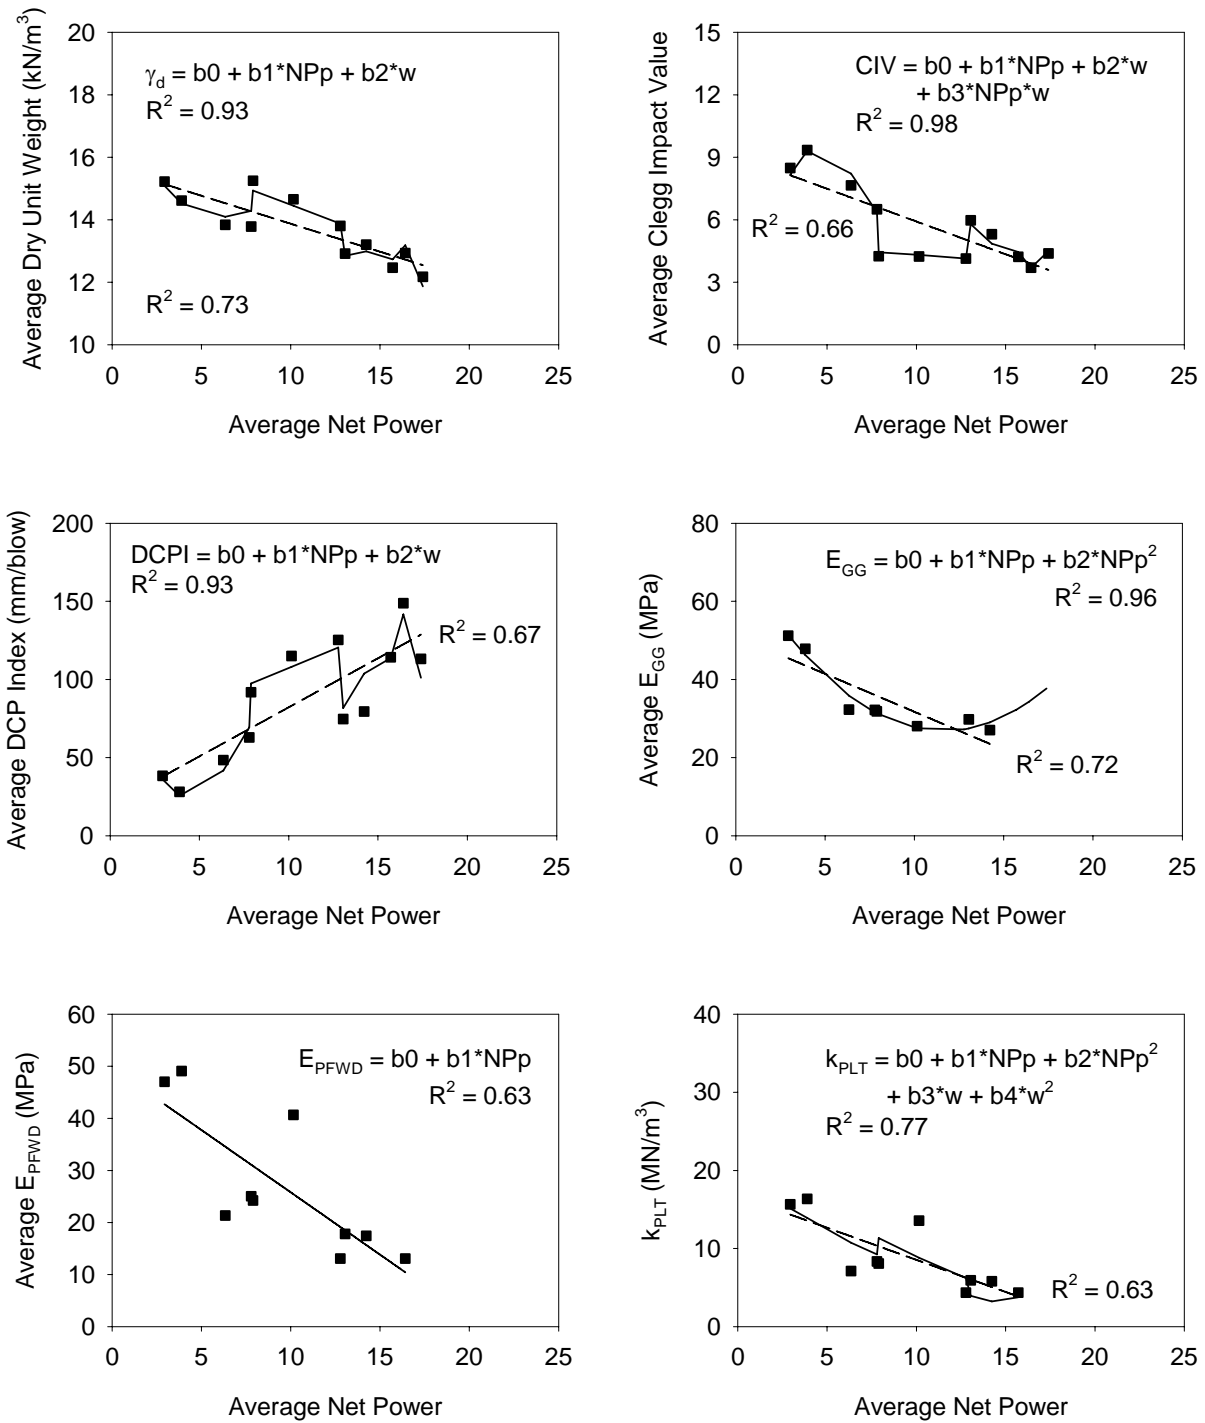 Average Dry Unit Weight (kN/m³)
20
18
16
14
12
10
γd = b0 + b1*NPp + b2*w
R² = 0.93
R² = 0.73
0 5 10 15 20 25
Average Net Power
Average Clegg Impact Value
15
12
9
6
3
0
CIV = b0 + b1*NPp + b2*w
+ b3*NPp*w
R² = 0.98
R² = 0.66
0 5 10 15 20 25
Average Net Power
Average DCP Index (mm/blow)
200
150
100
50
0
DCPI = b0 + b1*NPp + b2*w
R² = 0.93
R² = 0.67
0 5 10 15 20 25
Average Net Power
Average EGG (MPa)
80
60
40
20
0
EGG = b0 + b1*NPp + b2*NPp²
R² = 0.96
R² = 0.72
0 5 10 15 20 25
Average Net Power
Average EPFWD (MPa)
60
50
40
30
20
10
0
EPFWD = b0 + b1*NPp
R² = 0.63
0 5 10 15 20 25
Average Net Power
kPLT (MN/m³)
40
30
20
10
0
kPLT = b0 + b1*NPp + b2*NPp²
+ b3*w + b4*w²
R² = 0.77
R² = 0.63
0 5 10 15 20 25
Average Net Power